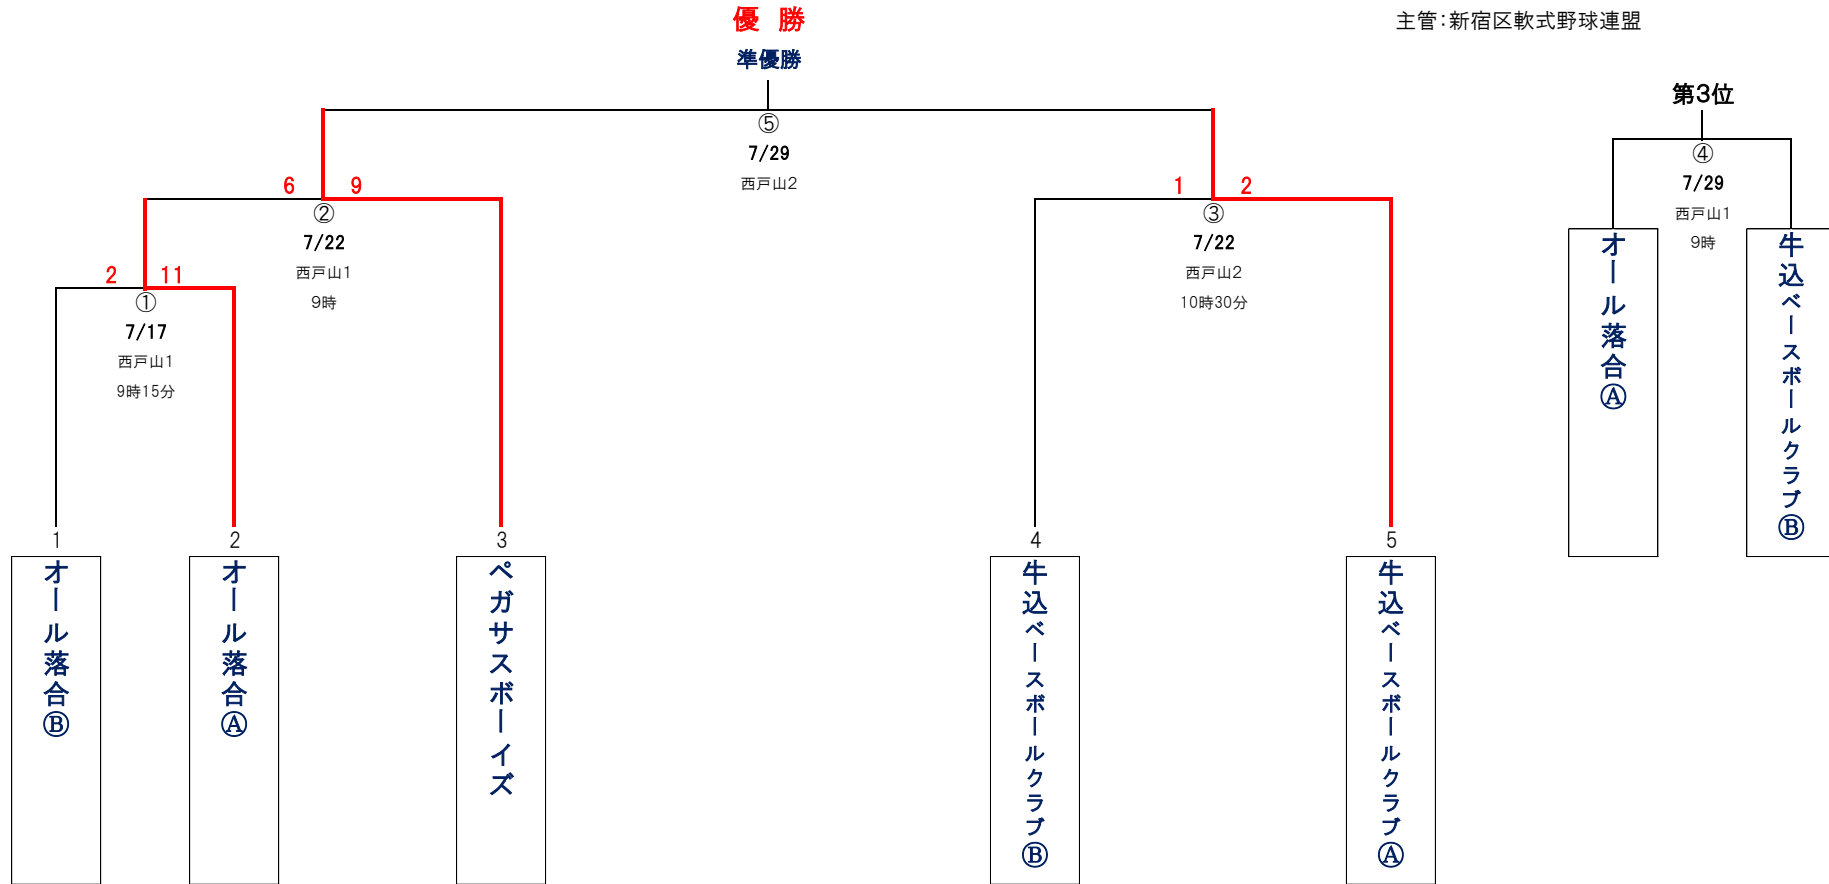 優 勝
準優勝
主管：新宿区軟式野球連盟
第3位
⑤
7/29
西戸山2
④
7/29
西戸山1
9時
6 9
②
7/22
西戸山1
9時
1 2
③
7/22
西戸山2
10時30分
2 11
①
7/17
西戸山1
9時15分
オール落合Ⓐ
牛込ベースボールクラブⒷ
1
オール落合Ⓑ
2
オール落合Ⓐ
3
ペガサスボーイズ
4
牛込ベースボールクラブⒷ
5
牛込ベースボールクラブⒶ